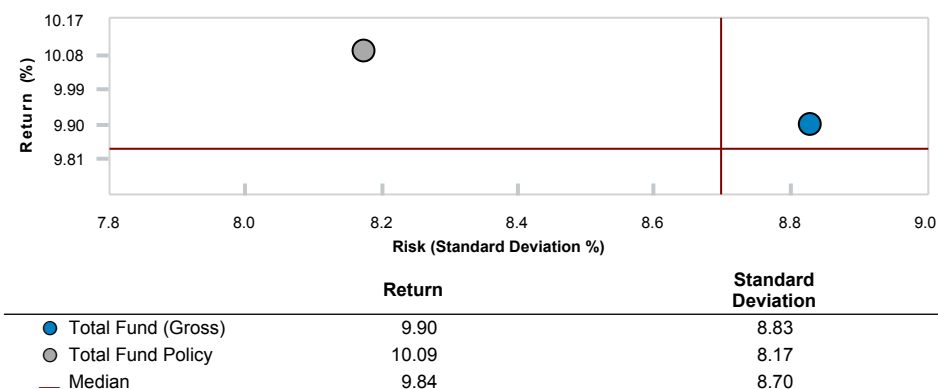 10.17
10.08
9.99
9.90
9.81
Return (%)
7.8 8.0 8.2 8.4 8.6 8.8 9.0
Risk (Standard Deviation %)
Return Standard Deviation
Total Fund (Gross) 9.90 8.83
Total Fund Policy 10.09 8.17
Median 9.84 8.70